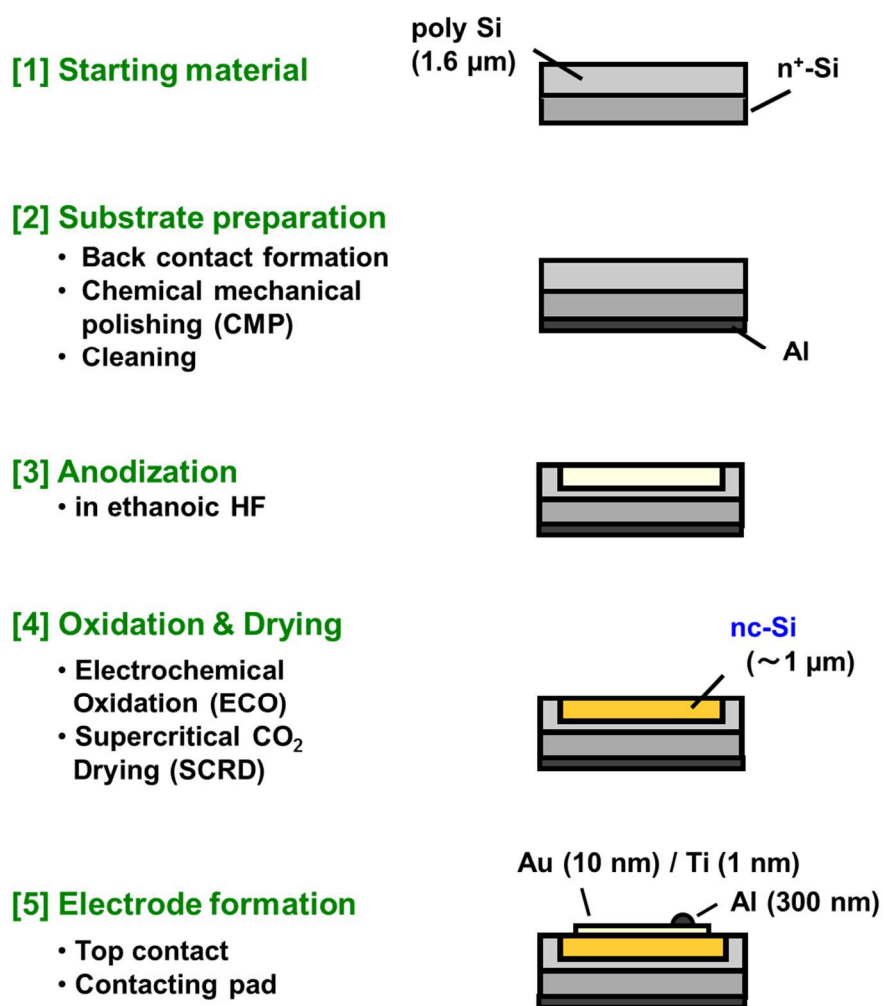 poly Si
(1.6 µm)
n⁺-Si
[1] Starting material
[2] Substrate preparation
• Back contact formation
• Chemical mechanical
polishing (CMP)
• Cleaning
Al
[3] Anodization
• in ethanoic HF
[4] Oxidation & Drying
• Electrochemical
Oxidation (ECO)
• Supercritical CO₂
Drying (SCRD)
nc-Si
(～1 µm)
Au (10 nm) / Ti (1 nm)
Al (300 nm)
[5] Electrode formation
• Top contact
• Contacting pad